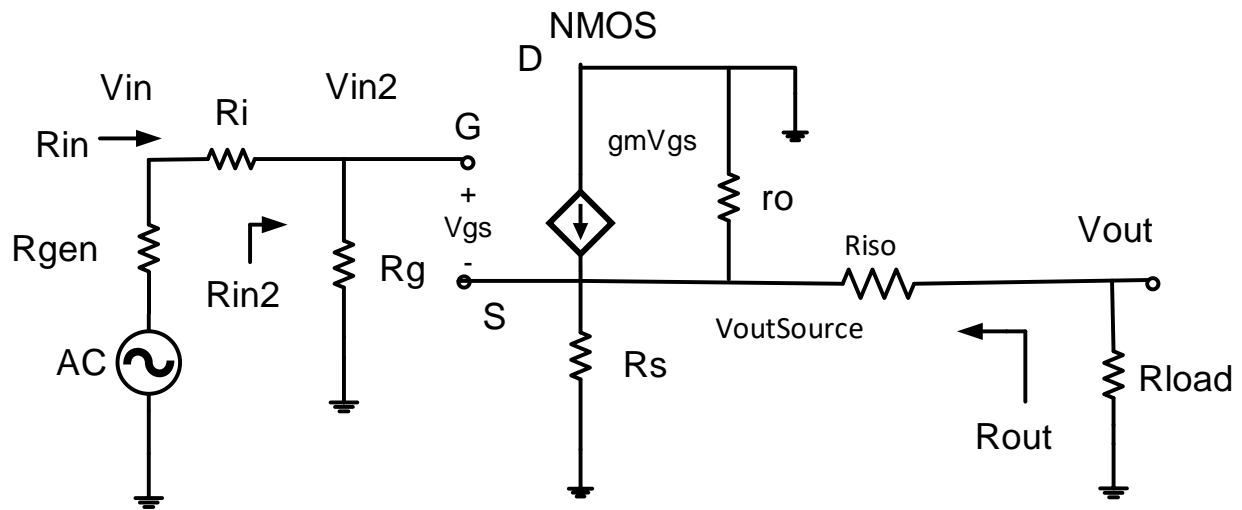 NMOS
D
Vin
Vin2
Ri
G
Rin
gmVgs
+
Vgs
-
ro
Rgen
Rin2
Rg
Riso
Vout
S
VoutSource
AC
Rs
Rload
Rout